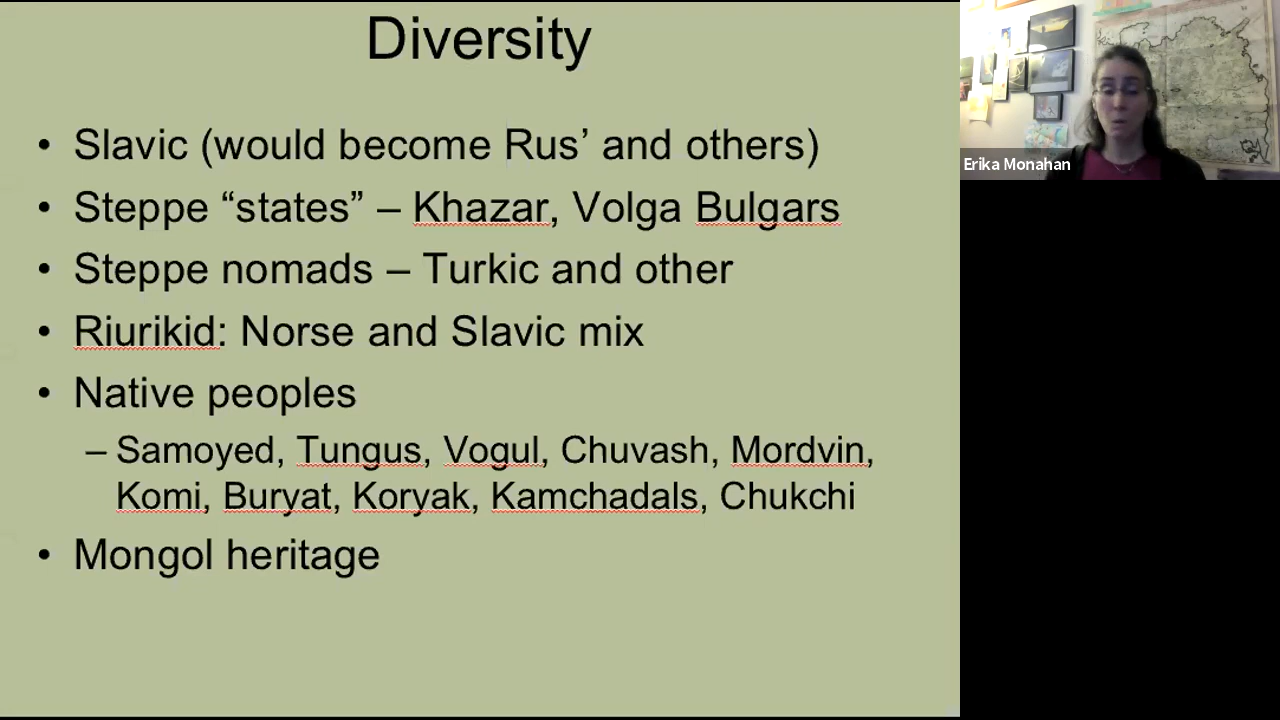 Diversity
• Slavic (would become Rus’ and others)
• Steppe “states” – Khazar, Volga Bulgars
• Steppe nomads – Turkic and other
• Riurikid: Norse and Slavic mix
• Native peoples
– Samoyed, Tungus, Vogul, Chuvash, Mordvin,
Komi, Buryat, Koryak, Kamchadals, Chukchi
• Mongol heritage
Erika Monahan